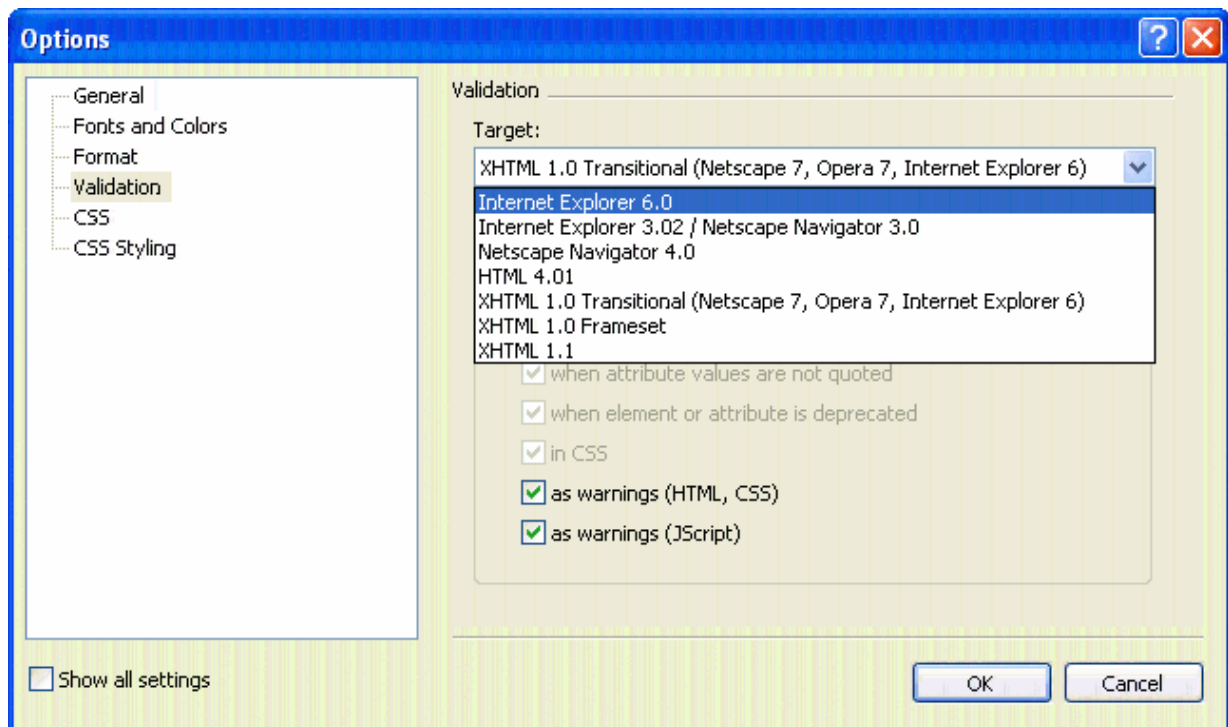 Options
General
Fonts and Colors
Format
Validation
CSS
CSS Styling
Validation
Target:
XHTML 1.0 Transitional (Netscape 7, Opera 7, Internet Explorer 6)
Internet Explorer 6.0
Internet Explorer 3.02 / Netscape Navigator 3.0
Netscape Navigator 4.0
HTML 4.01
XHTML 1.0 Transitional (Netscape 7, Opera 7, Internet Explorer 6)
XHTML 1.0 Frameset
XHTML 1.1
when attribute values are not quoted
when element or attribute is deprecated
in CSS
as warnings (HTML, CSS)
as warnings (JScript)
Show all settings
OK
Cancel